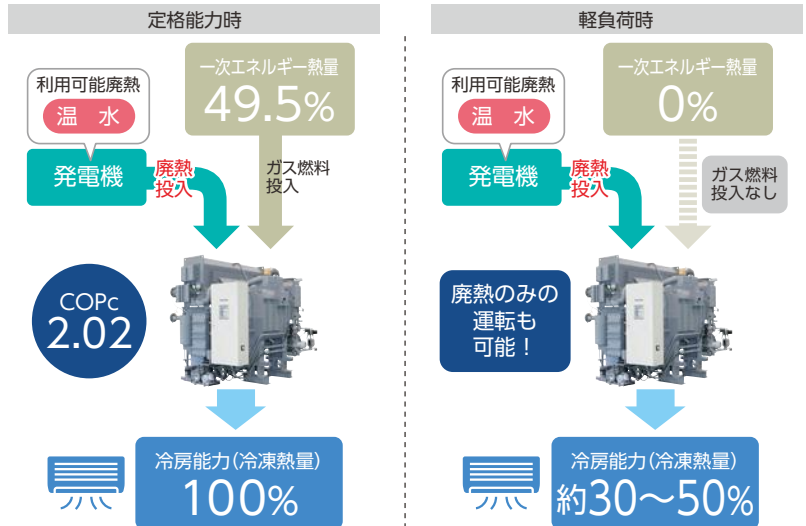 定格能力時
利用可能廃熱
温 水
発電機
廃熱
投入
一次エネルギー熱量
49.5%
ガス燃料
投入
COPc
2.02
冷房能力(冷凍熱量)
100%
軽負荷時
利用可能廃熱
温 水
発電機
廃熱
投入
一次エネルギー熱量
0%
ガス燃料
投入なし
廃熱のみの
運転も
可能！
冷房能力(冷凍熱量)
約30～50%